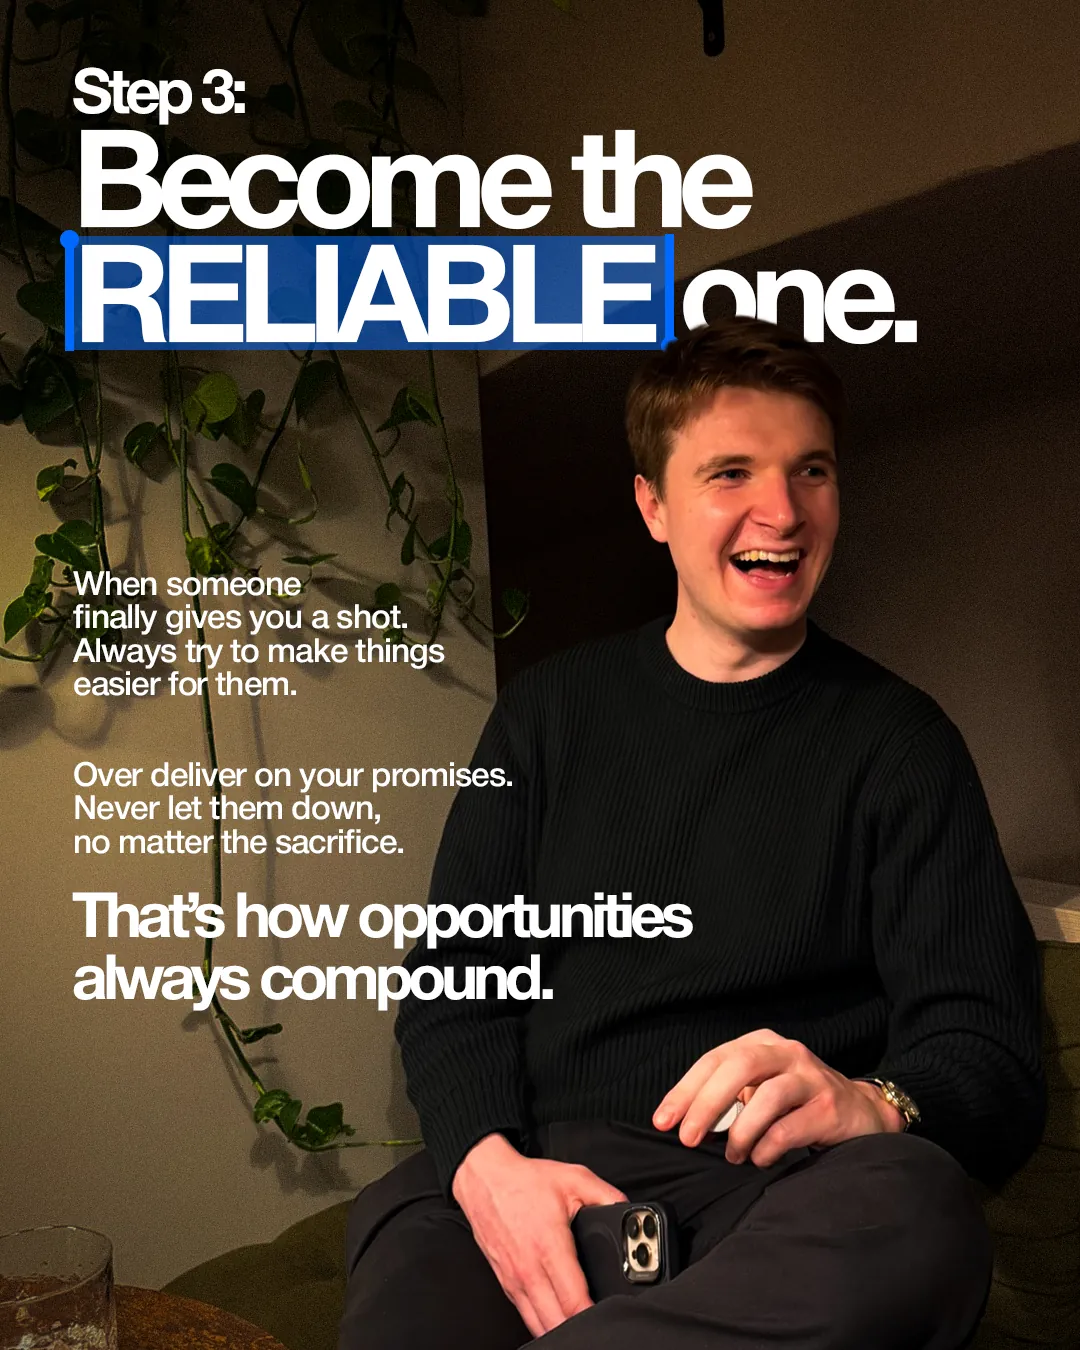 Step 3:
Become the
RELIABLE one.
When someone
finally gives you a shot.
Always try to make things
easier for them.
Over deliver on your promises.
Never let them down,
no matter the sacrifice.
That's how opportunities
always compound.